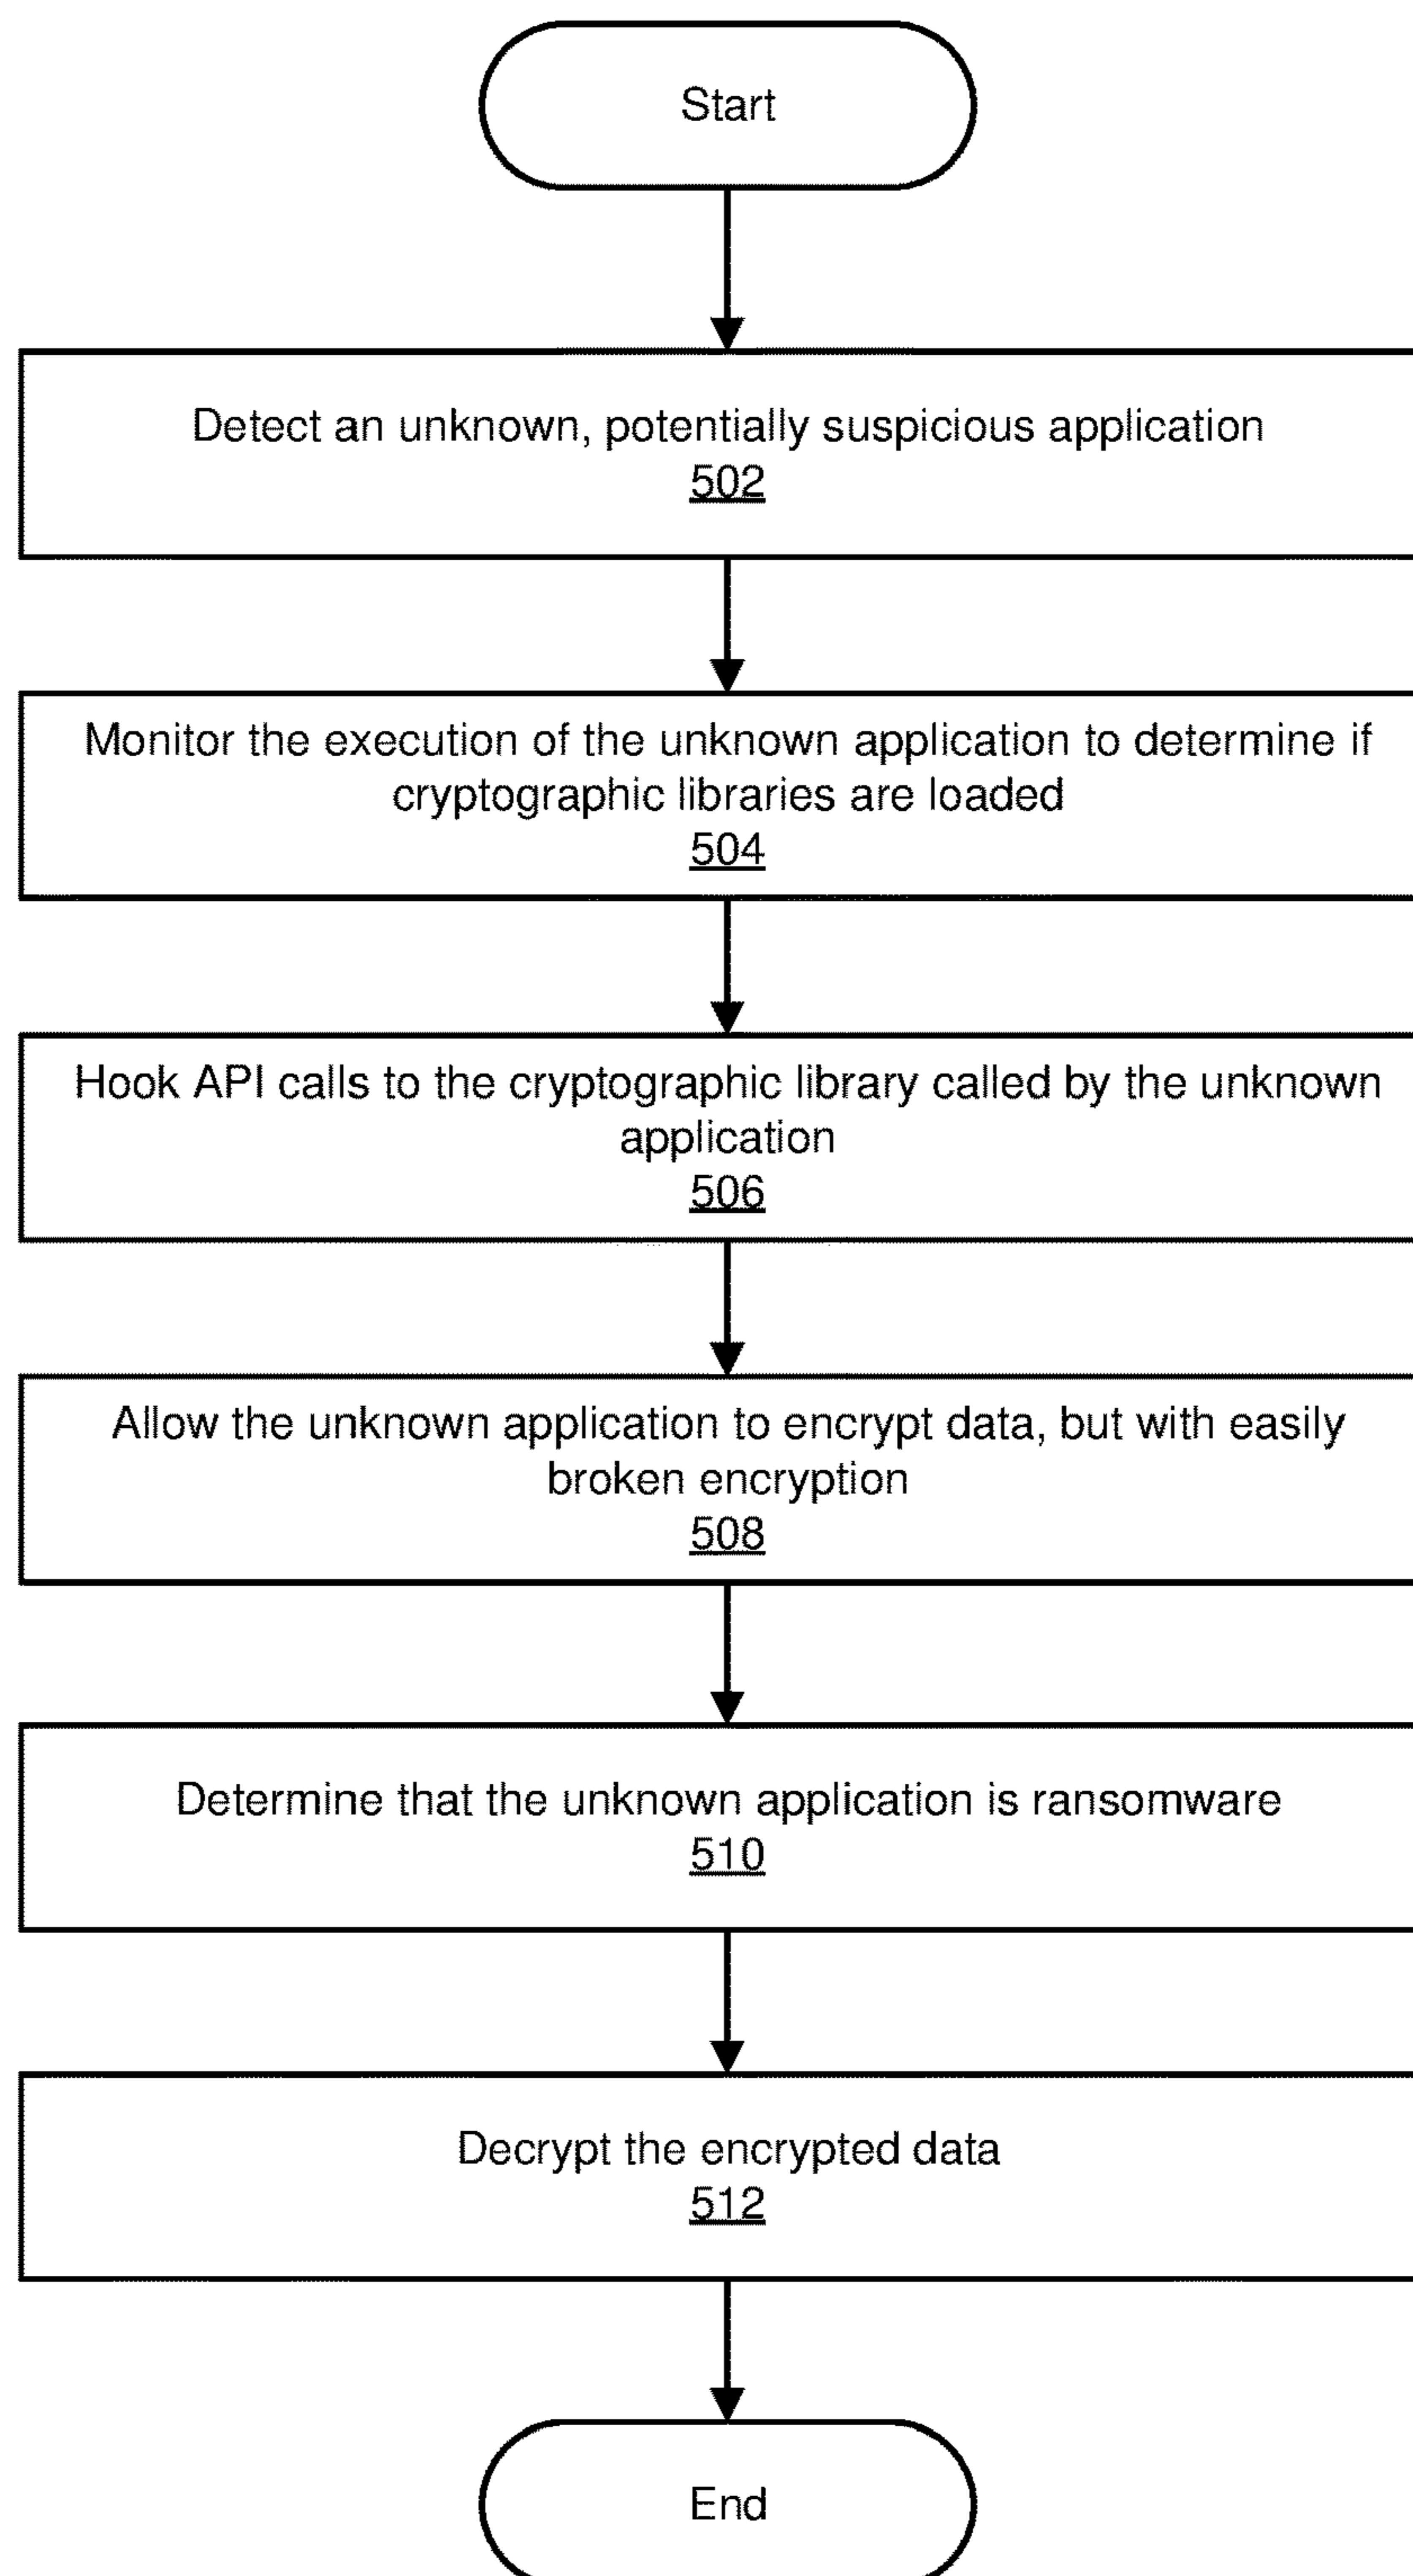 Start
Detect an unknown, potentially suspicious application
502
Monitor the execution of the unknown application to determine if
cryptographic libraries are loaded
504
Hook API calls to the cryptographic library called by the unknown
application
506
Allow the unknown application to encrypt data, but with easily
broken encryption
508
Determine that the unknown application is ransomware
510
Decrypt the encrypted data
512
End